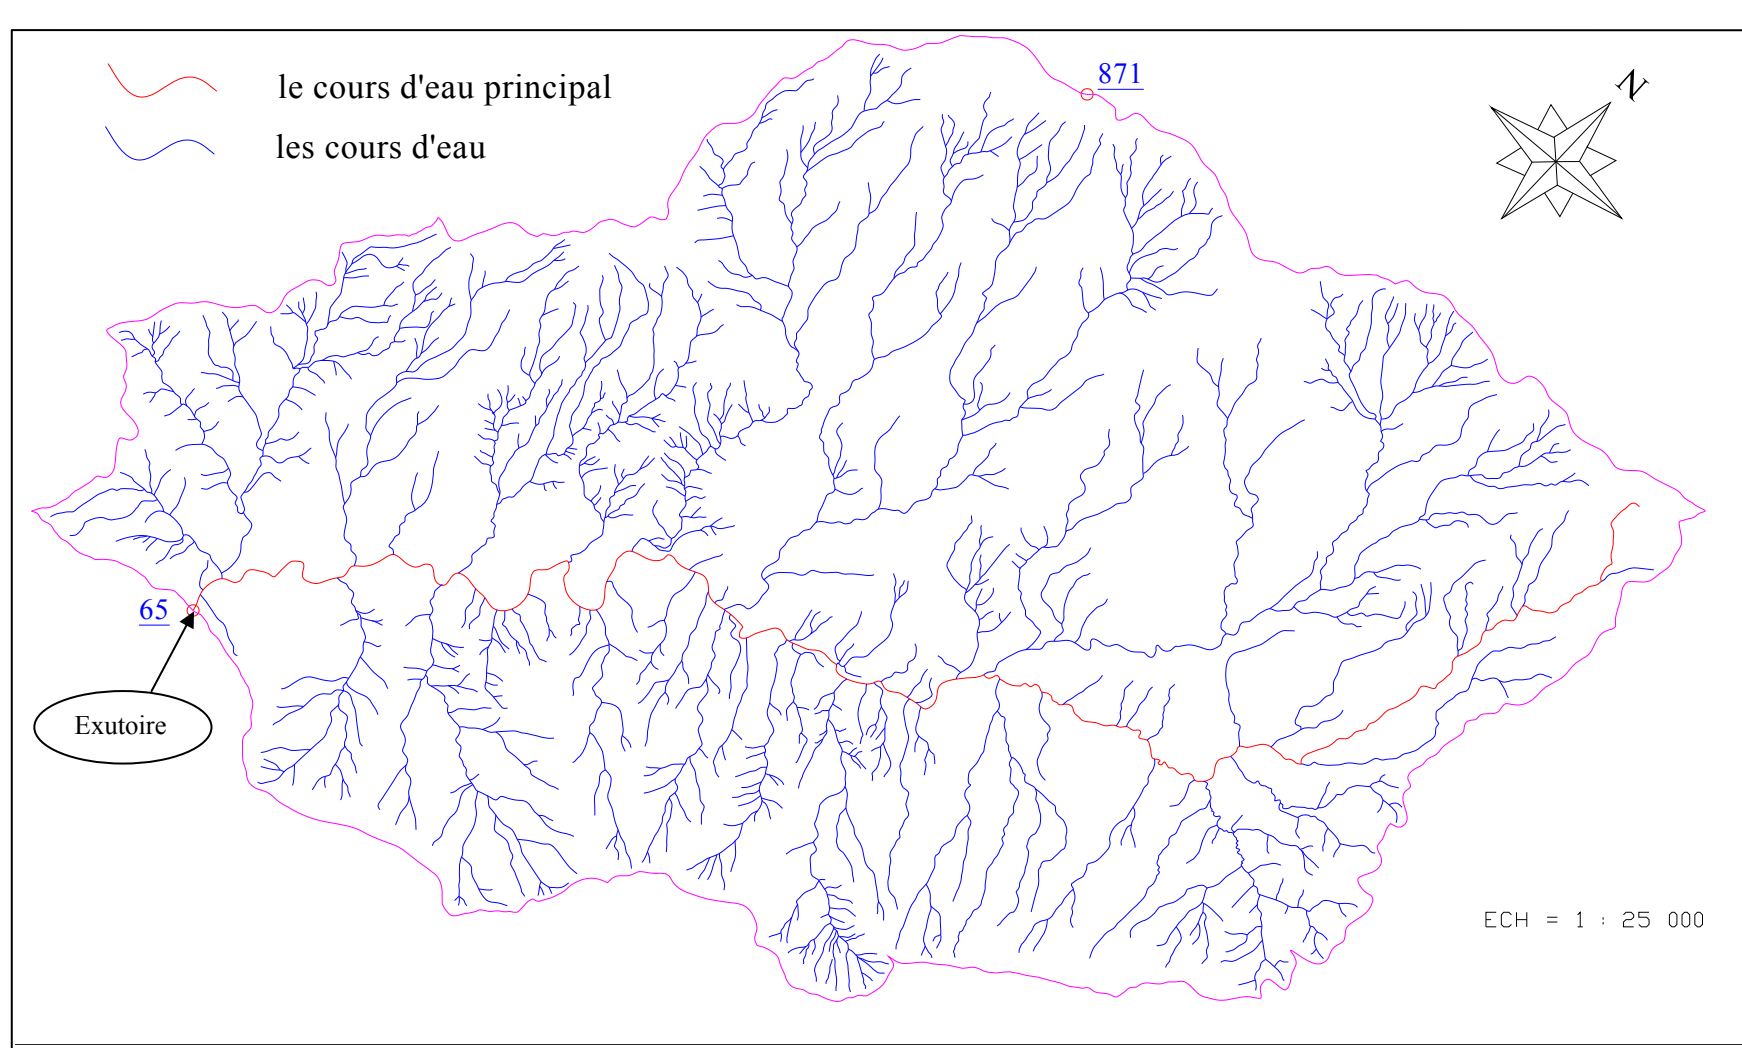 le cours d'eau principal
les cours d'eau
871
N
65
Exutoire
ECH = 1 : 25 000